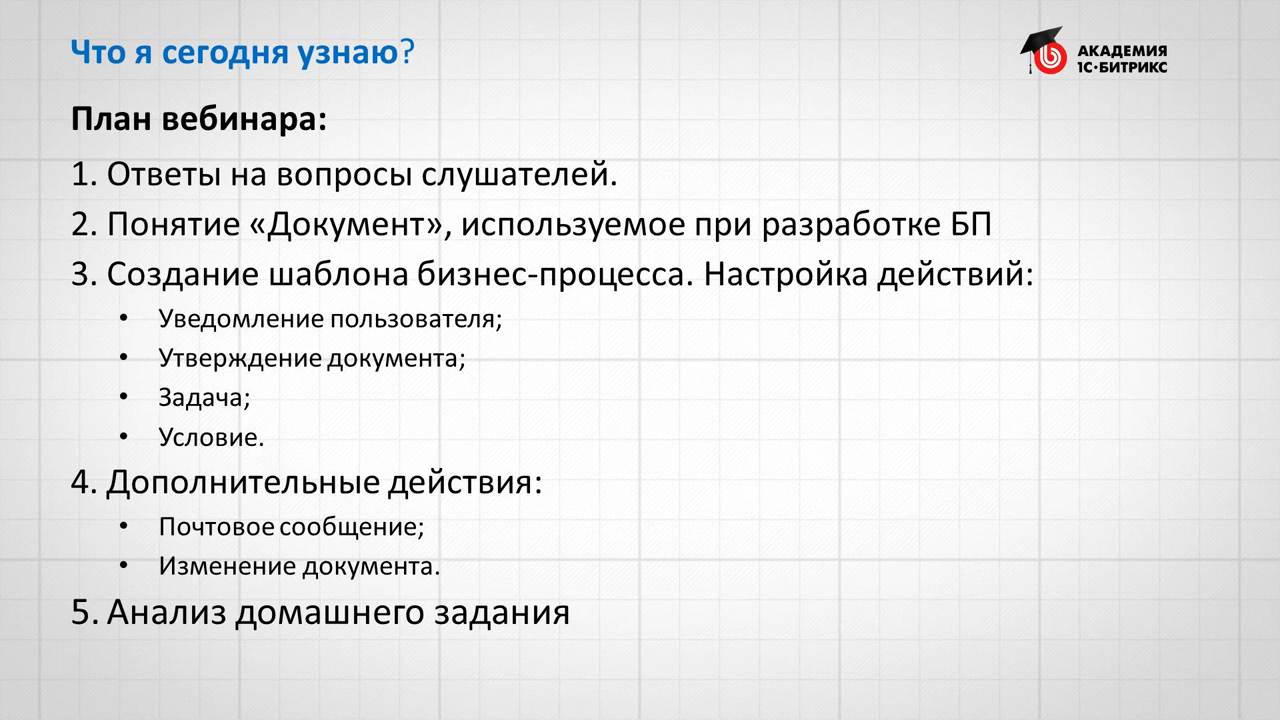 Что я сегодня узнаю?
АКАДЕМИЯ
1С•БИТРИКС
План вебинара:
1. Ответы на вопросы слушателей.
2. Понятие «Документ», используемое при разработке БП
3. Создание шаблона бизнес-процесса. Настройка действий:
• Уведомление пользователя;
• Утверждение документа;
• Задача;
• Условие.
4. Дополнительные действия:
• Почтовое сообщение;
• Изменение документа.
5. Анализ домашнего задания